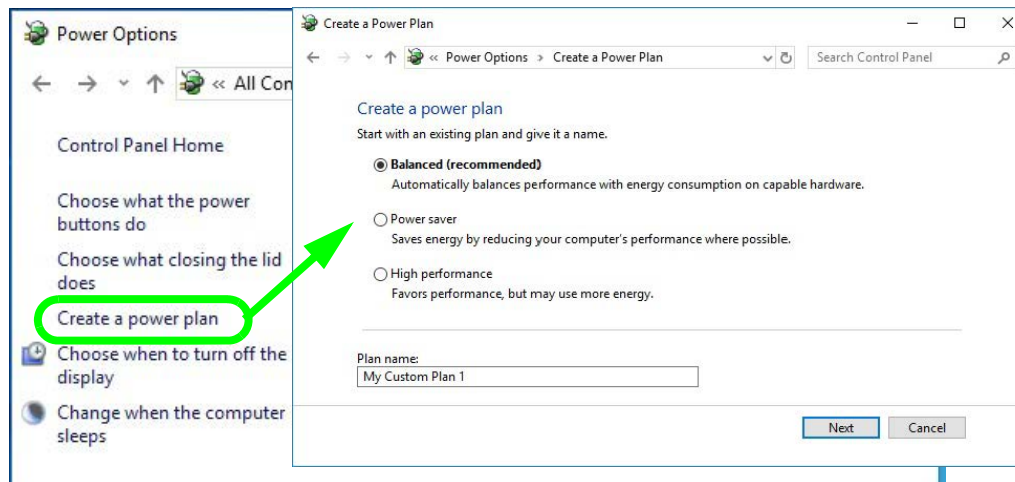 Power Options
« All Con
Control Panel Home
Choose what the power
buttons do
Choose what closing the lid
does
Create a power plan
Choose when to turn off the
display
Change when the computer
sleeps
Create a Power Plan
« Power Options > Create a Power Plan
Search Control Panel
Create a power plan
Start with an existing plan and give it a name.
Balanced (recommended)
Automatically balances performance with energy consumption on capable hardware.
Power saver
Saves energy by reducing your computer's performance where possible.
High performance
Favors performance, but may use more energy.
Plan name:
My Custom Plan 1
Next
Cancel